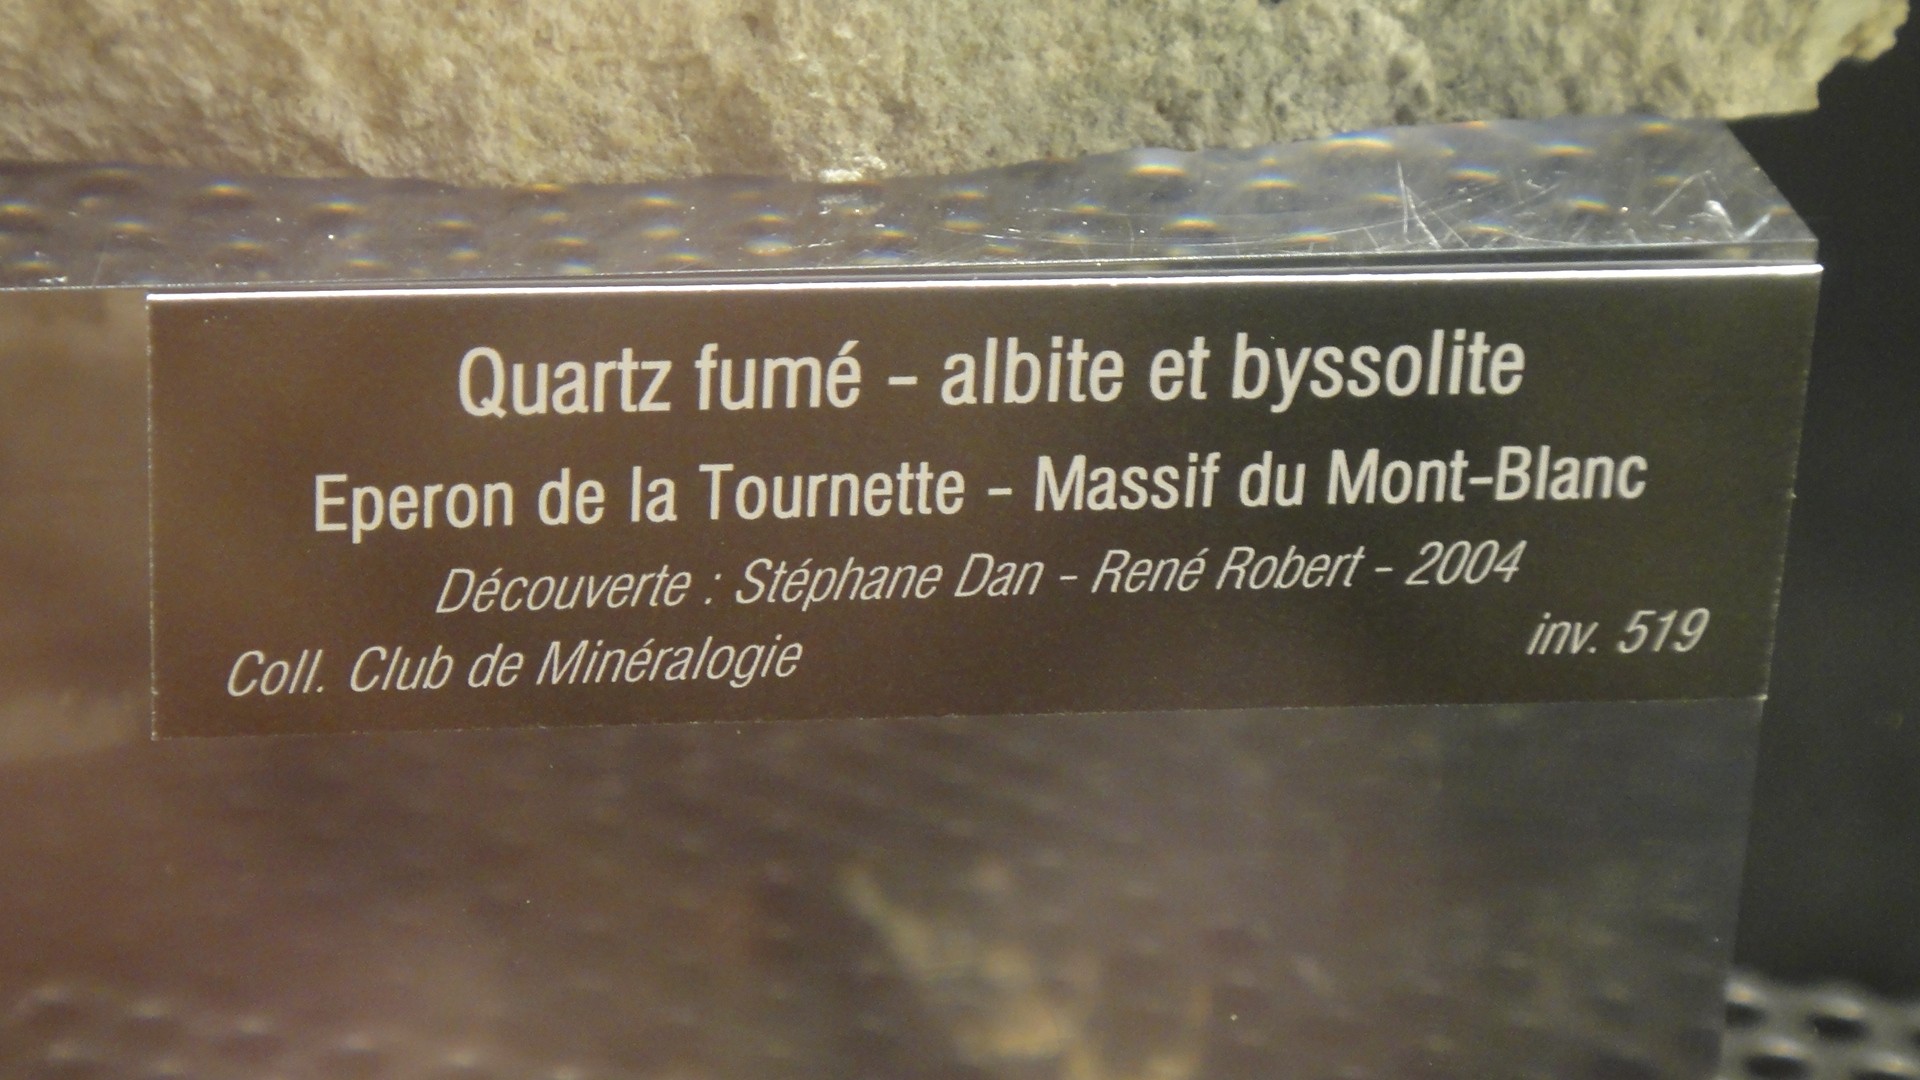 Quartz fumé - albite et byssolite
Eperon de la Tournette - Massif du Mont-Blanc
Découverte : Stéphane Dan - René Robert - 2004
inv. 519
Coll. Club de Minéralogie